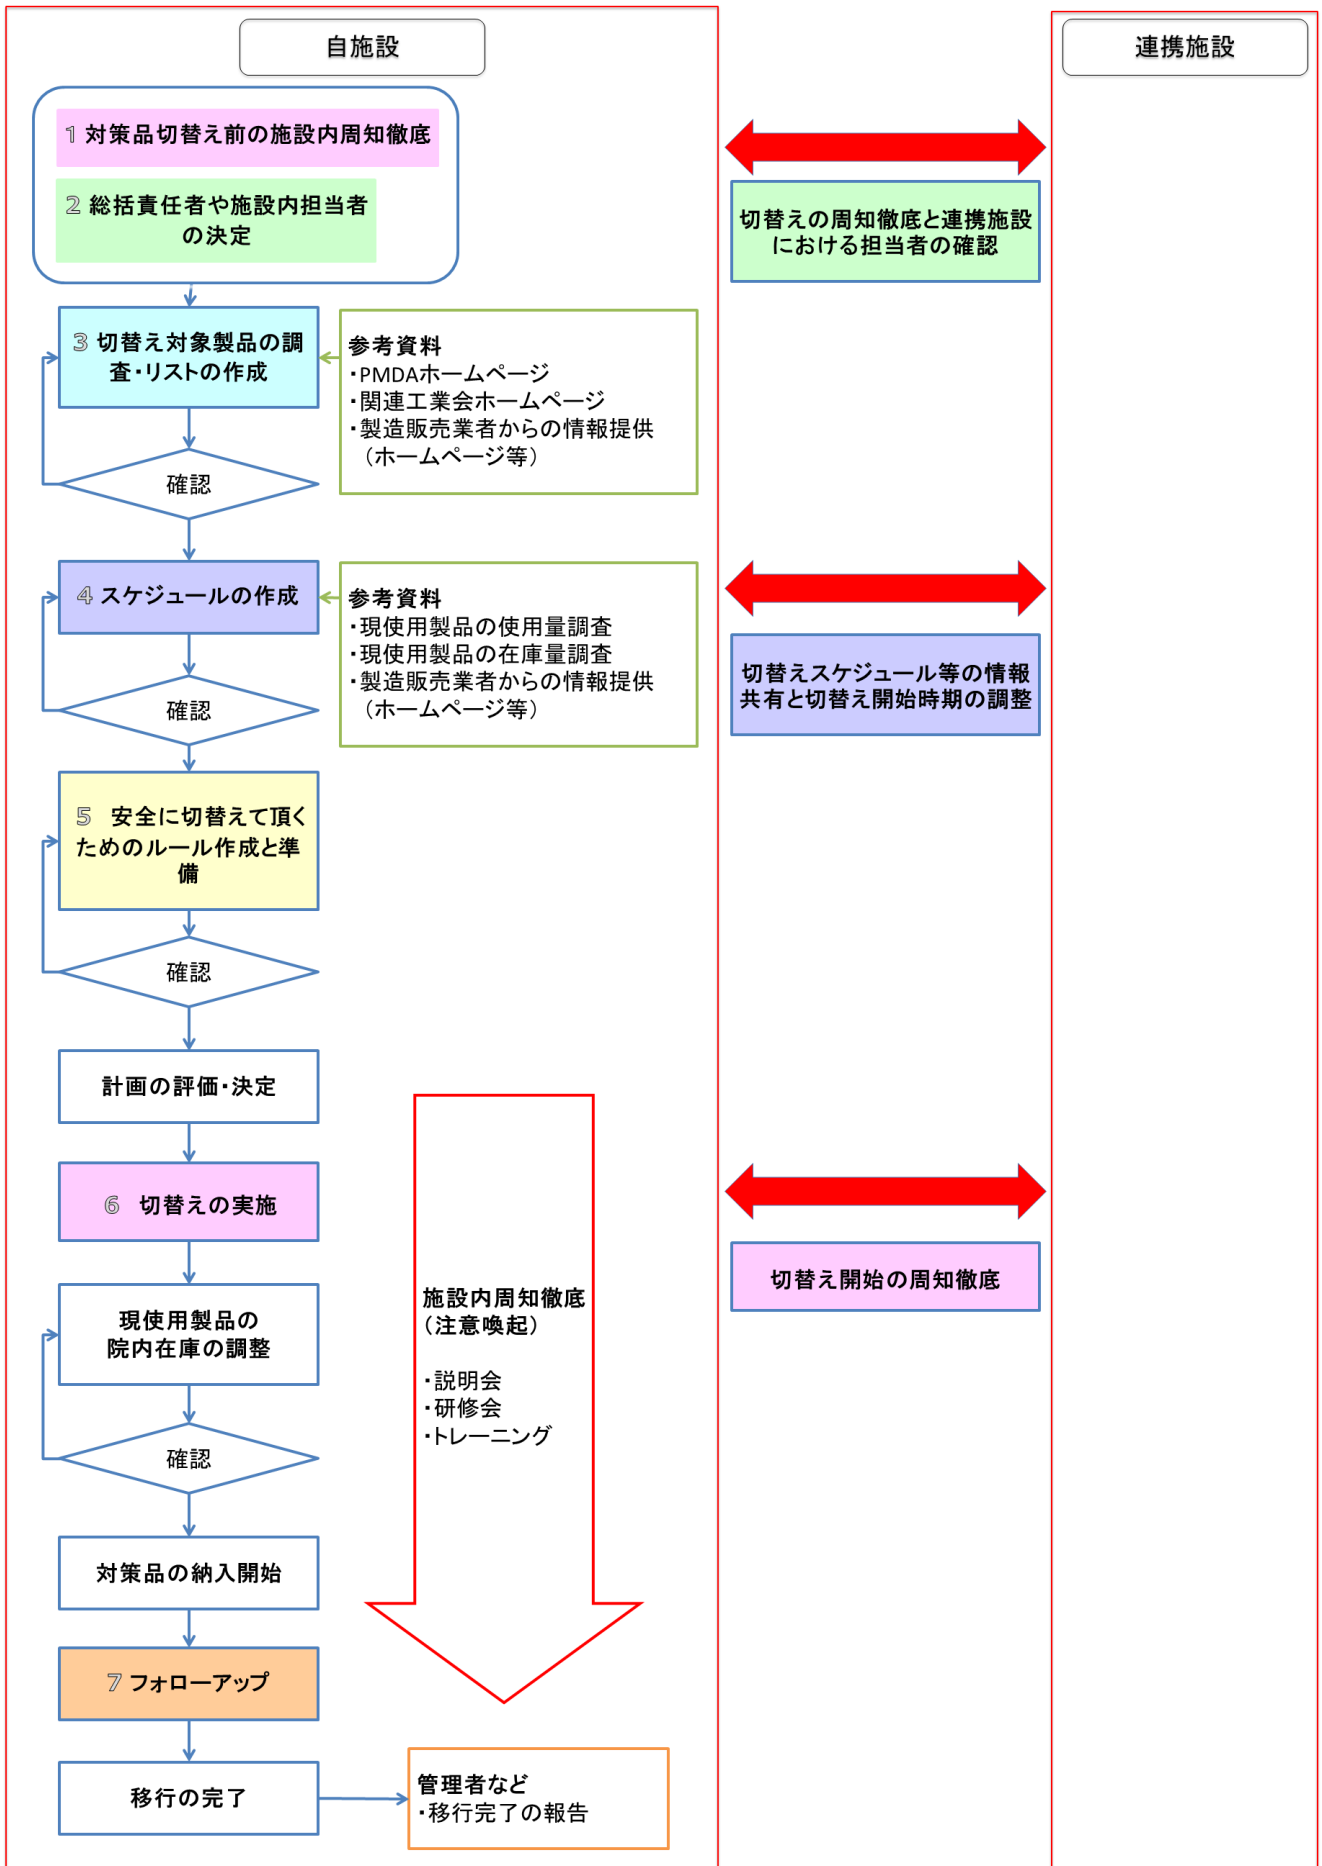 自施設
連携施設
1 対策品切替え前の施設内周知徹底
2 総括責任者や施設内担当者
の決定
切替えの周知徹底と連携施設
における担当者の確認
3 切替え対象製品の調
査・リストの作成
参考資料
・PMDAホームページ
・関連工業会ホームページ
・製造販売業者からの情報提供
（ホームページ等）
確認
4 スケジュールの作成
参考資料
・現使用製品の使用量調査
・現使用製品の在庫量調査
・製造販売業者からの情報提供
（ホームページ等）
切替えスケジュール等の情報
共有と切替え開始時期の調整
確認
5 安全に切替えて頂く
ためのルール作成と準
備
確認
計画の評価・決定
6 切替えの実施
切替え開始の周知徹底
現使用製品の
院内在庫の調整
施設内周知徹底
（注意喚起）
・説明会
・研修会
・トレーニング
確認
対策品の納入開始
7 フォローアップ
移行の完了
管理者など
・移行完了の報告